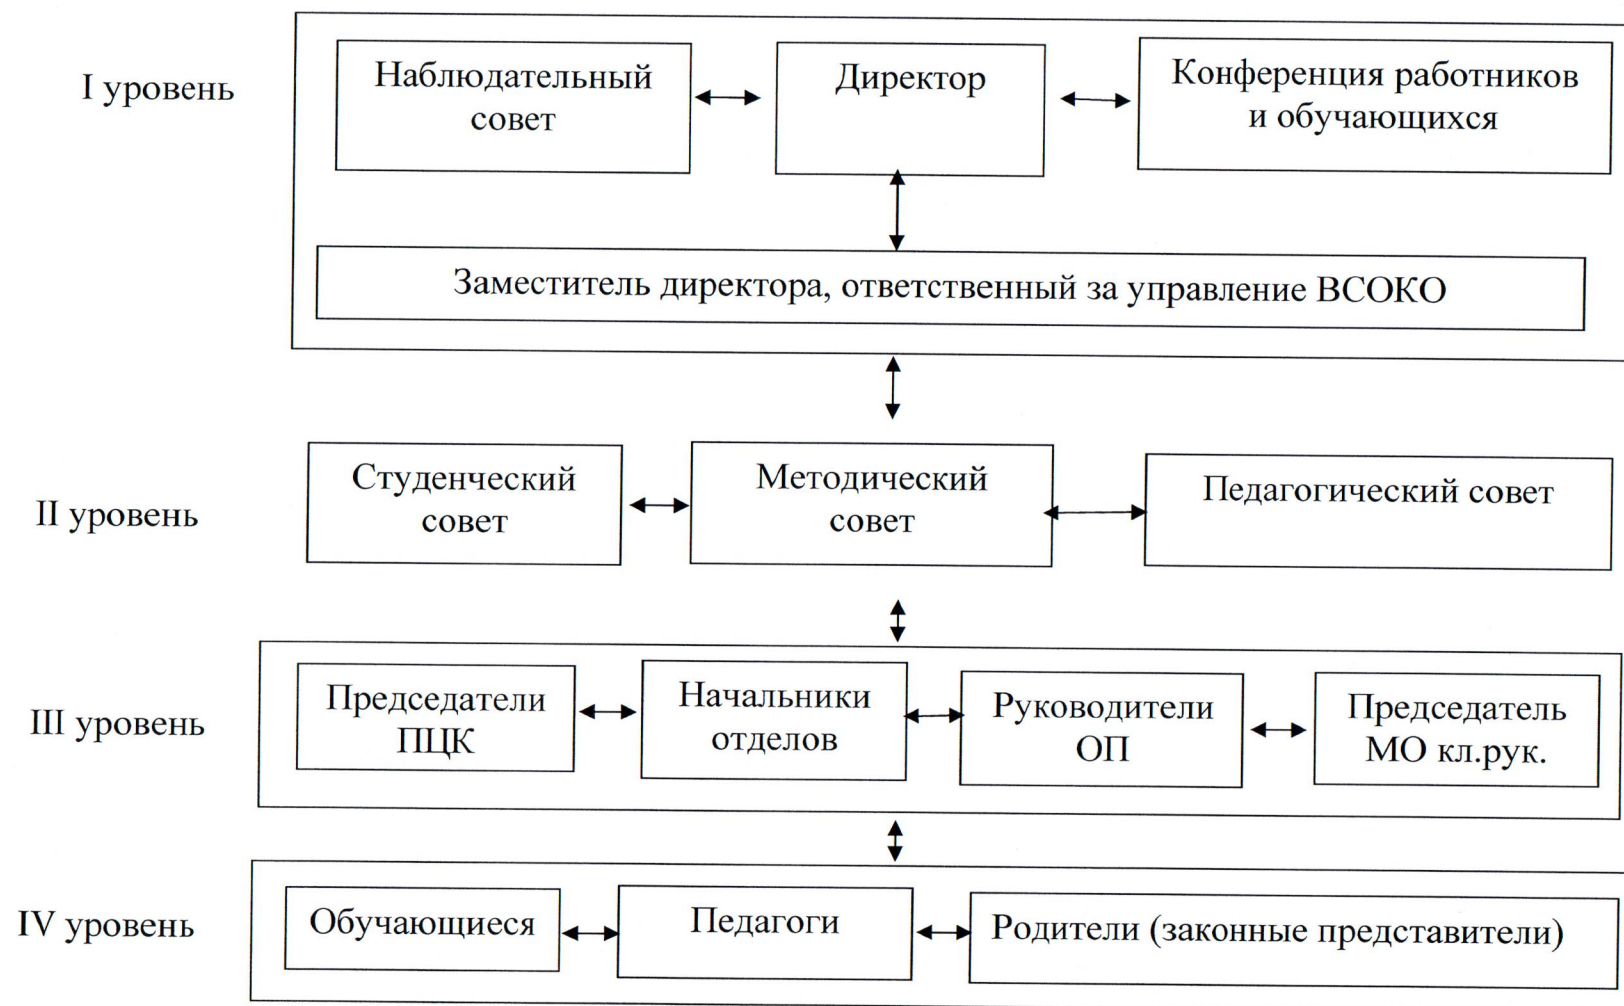 I уровень
Наблюдательный
совет
Директор
Конференция работников
и обучающихся
Заместитель директора, ответственный за управление ВСОКО
II уровень
Студенческий
совет
Методический
совет
Педагогический совет
III уровень
Председатели
ПЦК
Начальники
отделов
Руководители
ОП
Председатель
МО кл.рук.
IV уровень
Обучающиеся
Педагоги
Родители (законные представители)